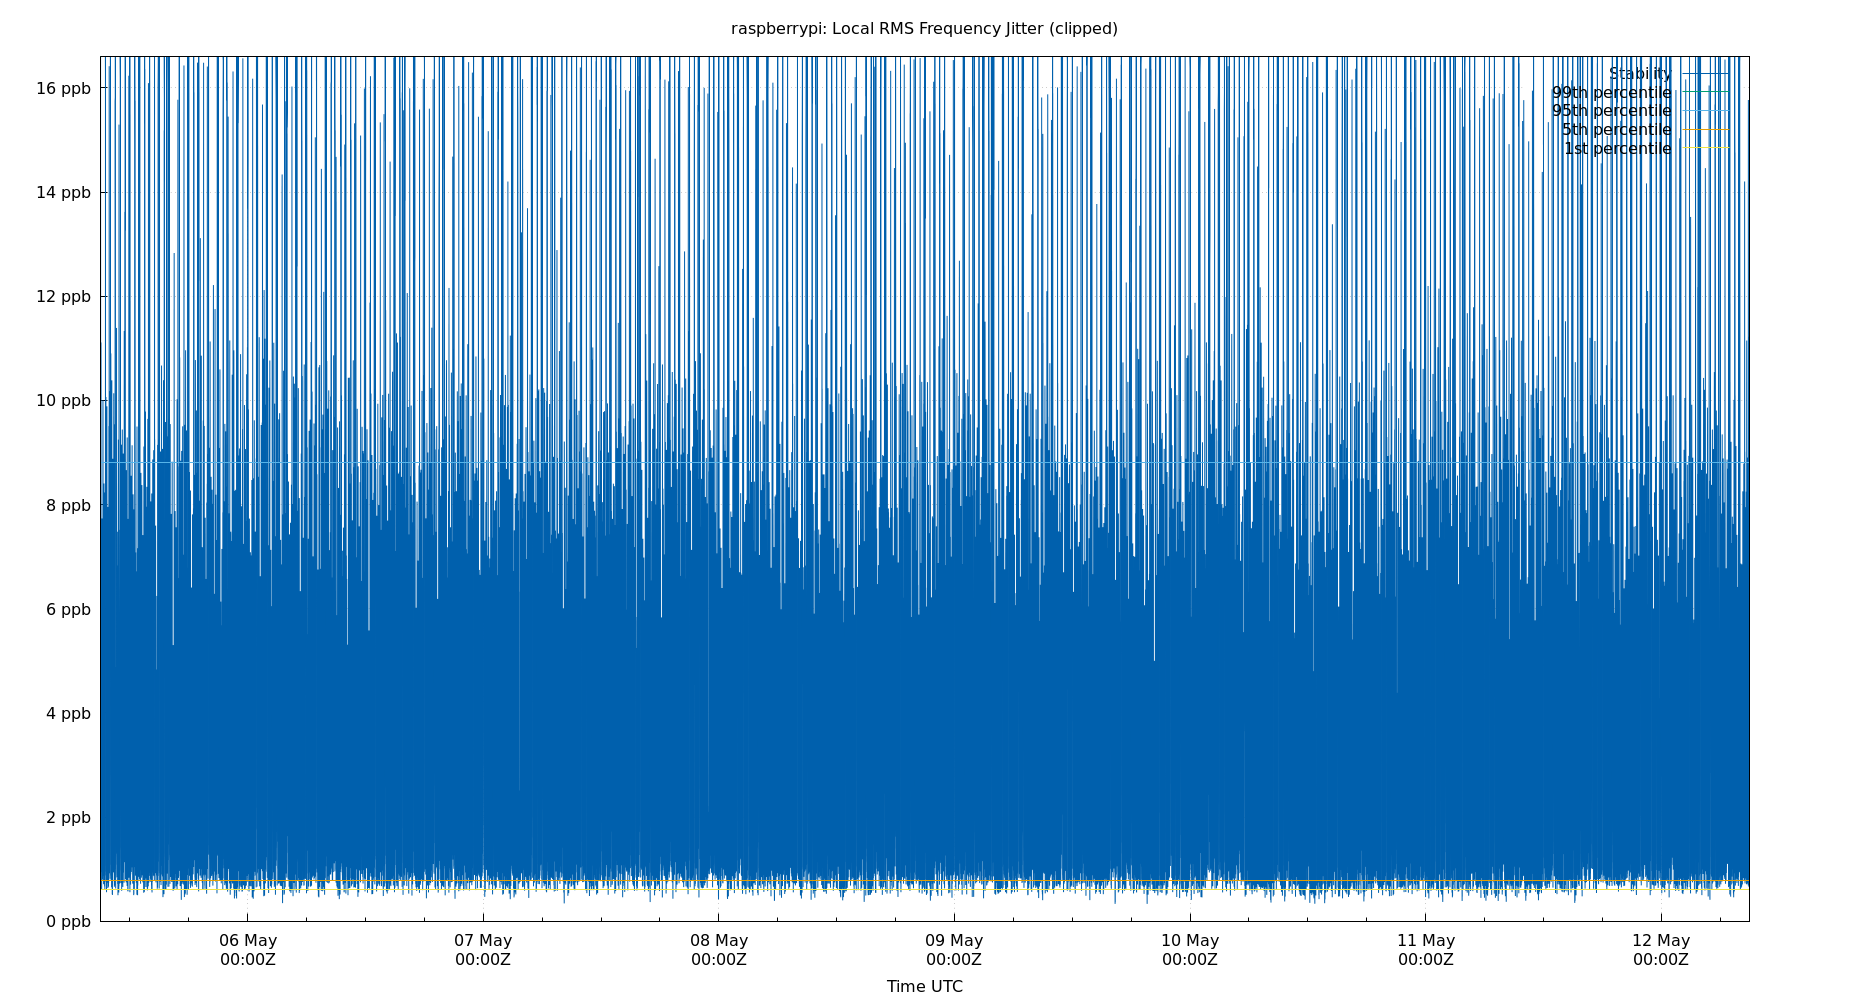 raspberrypi: Local RMS Frequency Jitter (clipped)
16 ppb
14 ppb
12 ppb
10 ppb
8 ppb
6 ppb
4 ppb
2 ppb
0 ppb
Stability
99th percentile
95th percentile
5th percentile
1st percentile
06 May
00:00Z
07 May
00:00Z
08 May
00:00Z
09 May
00:00Z
10 May
00:00Z
11 May
00:00Z
12 May
00:00Z
Time UTC